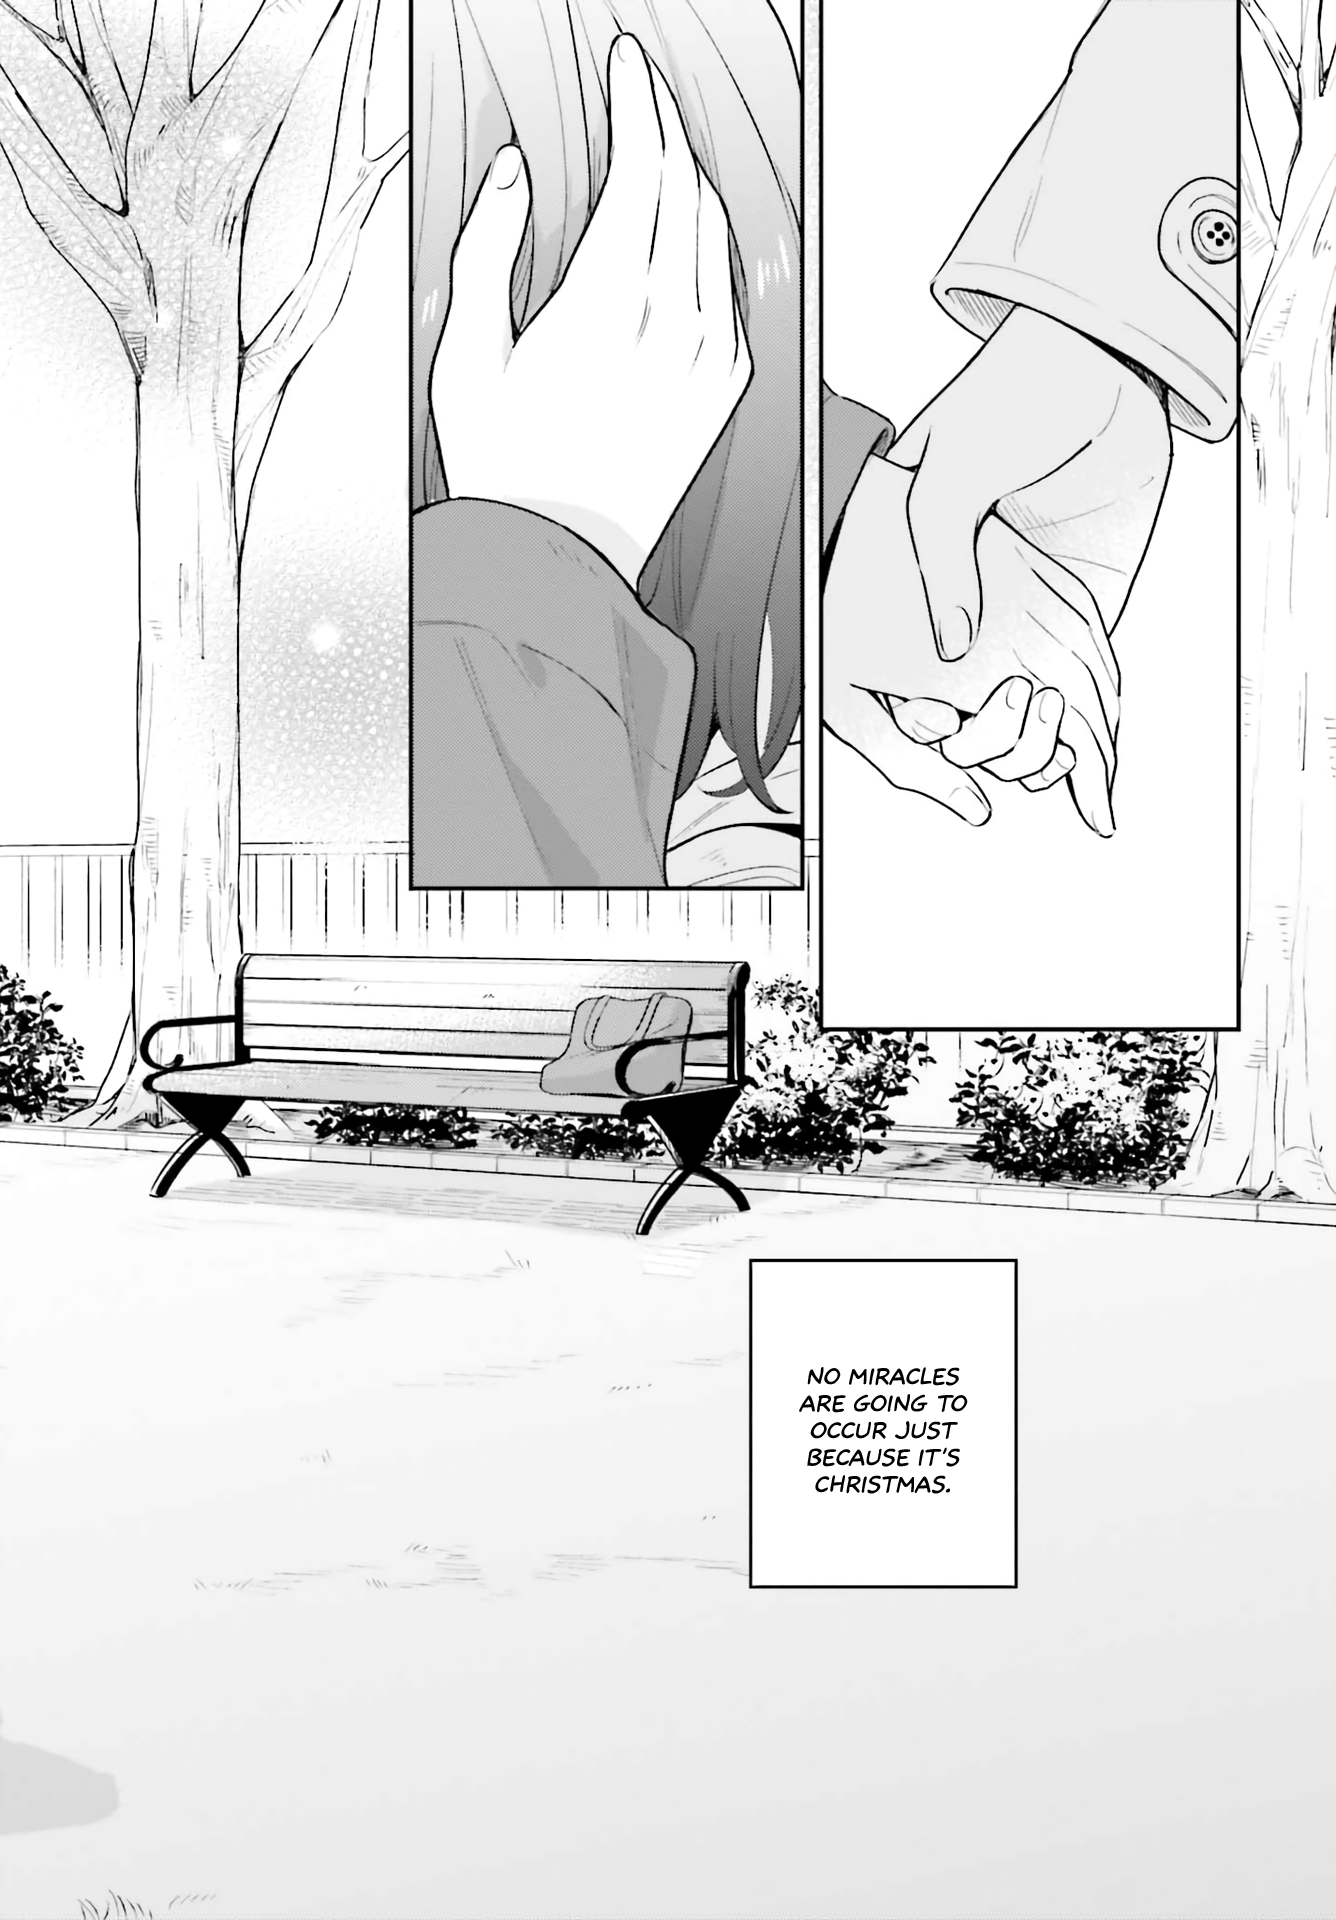 NO MIRACLES
ARE GOING TO
OCCUR JUST
BECAUSE IT'S
CHRISTMAS.